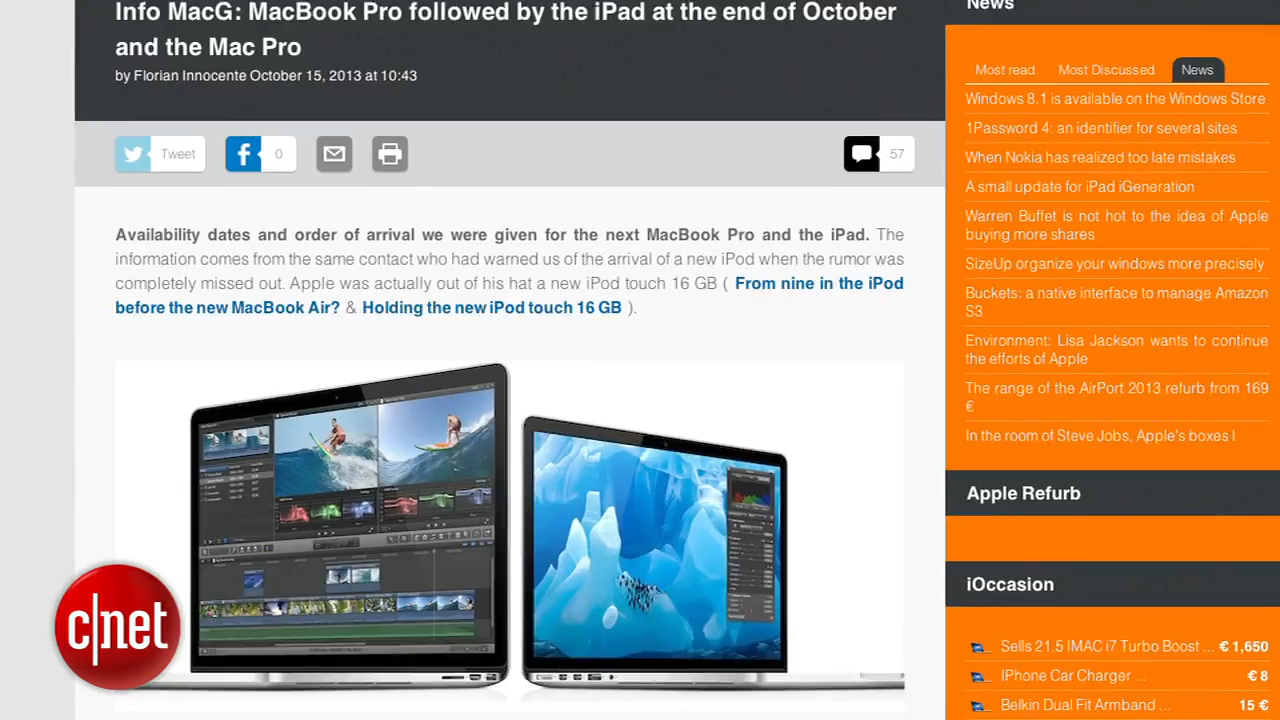 Info MacG: MacBook Pro followed by the iPad at the end of October
and the Mac Pro
by Florian Innocente October 15, 2013 at 10:43
Tweet
0
57
Availability dates and order of arrival we were given for the next MacBook Pro and the iPad. The
information comes from the same contact who had warned us of the arrival of a new iPod when the rumor was
completely missed out. Apple was actually out of his hat a new iPod touch 16 GB ( From nine in the iPod
before the new MacBook Air? & Holding the new iPod touch 16 GB ).
c|net
News
Most read
Most Discussed
News
Windows 8.1 is available on the Windows Store
1Password 4: an identifier for several sites
When Nokia has realized too late mistakes
A small update for iPad iGeneration
Warren Buffet is not hot to the idea of Apple
buying more shares
SizeUp organize your windows more precisely
Buckets: a native interface to manage Amazon
S3
Environment: Lisa Jackson wants to continue
the efforts of Apple
The range of the AirPort 2013 refurb from 169
€
In the room of Steve Jobs, Apple's boxes I
Apple Refurb
iOccasion
Sells 21.5 IMAC i7 Turbo Boost ... € 1,650
IPhone Car Charger ... € 8
Belkin Dual Fit Armband ... 15 €